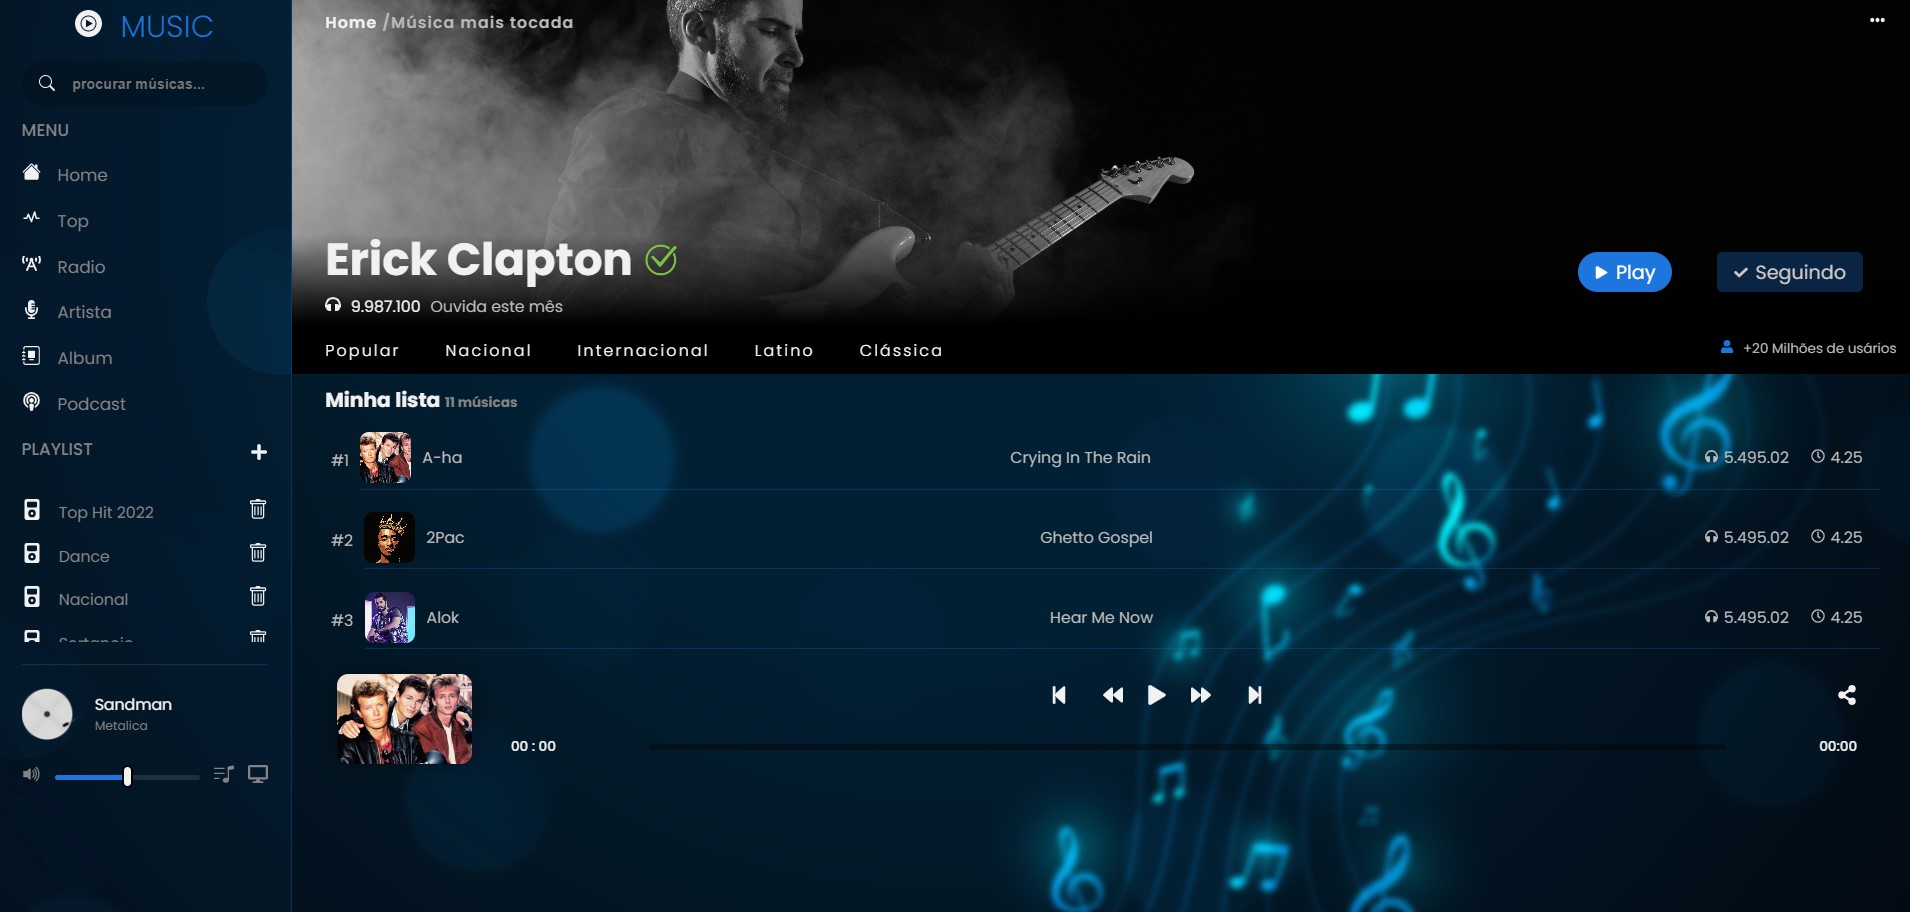 MUSIC
procurar músicas...
MENU
Home
Top
Radio
Artista
Album
Podcast
PLAYLIST
Top Hit 2022
Dance
Nacional
Sertanejo
Sandman
Metalica
Home /Música mais tocada
Erick Clapton
9.987.100 Ouvida este mês
Play
Seguindo
Popular Nacional Internacional Latino Clássica
+20 Milhões de usários
Minha lista 11 músicas
#1 A-ha Crying In The Rain 5.495.02 4.25
#2 2Pac Ghetto Gospel 5.495.02 4.25
#3 Alok Hear Me Now 5.495.02 4.25
00 : 00 00:00